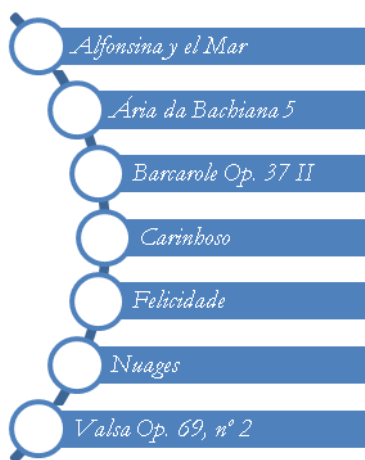 Alfonsina y el Mar
Ária da Bachiana 5
Barcarole Op. 37 II
Carinhoso
Felicidade
Nuages
Valsa Op. 69, nº 2